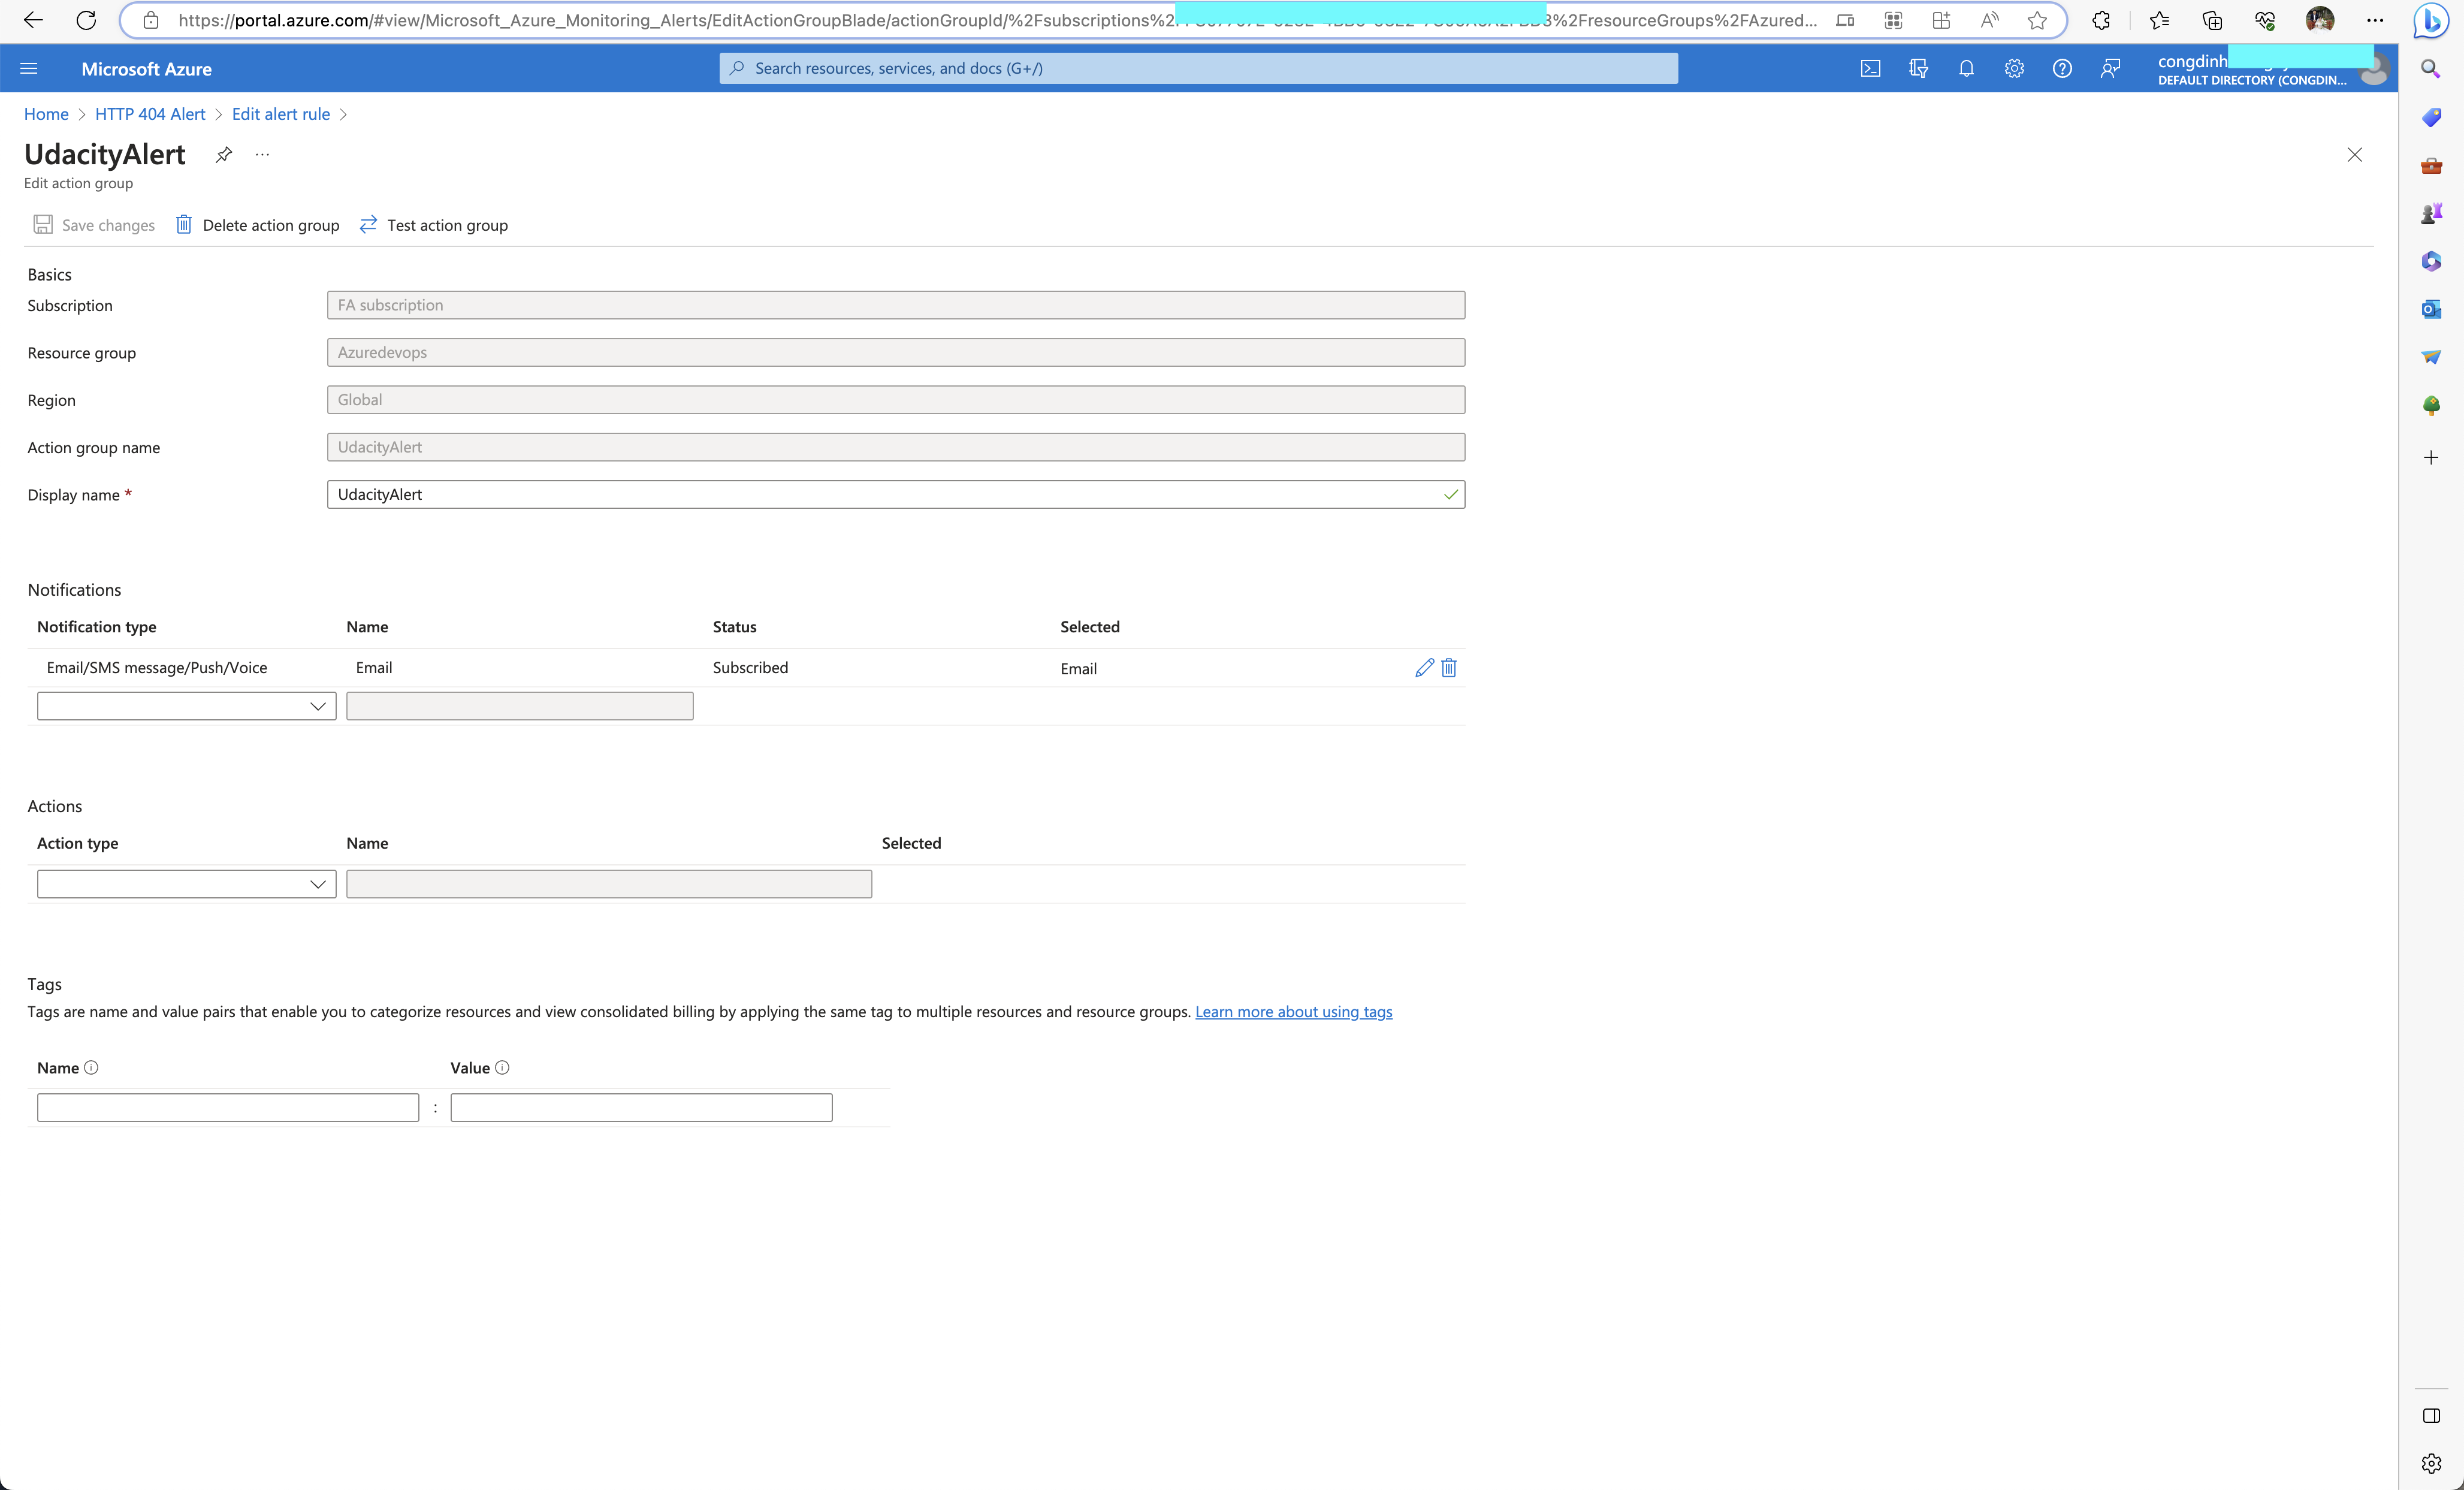 https://portal.azure.com/#view/Microsoft_Azure_Monitoring_Alerts/EditActionGroupBlade/actionGroupId/%2Fsubscriptions%2 %2FresourceGroups%2FAzured...
Microsoft Azure
Search resources, services, and docs (G+/)
congdinh
DEFAULT DIRECTORY (CONGDIN...
Home > HTTP 404 Alert > Edit alert rule >
UdacityAlert
Edit action group
Save changes Delete action group Test action group
Basics
Subscription FA subscription
Resource group Azuredevops
Region Global
Action group name UdacityAlert
Display name * UdacityAlert
Notifications
Notification type Name Status Selected
Email/SMS message/Push/Voice Email Subscribed Email
Actions
Action type Name Selected
Tags
Tags are name and value pairs that enable you to categorize resources and view consolidated billing by applying the same tag to multiple resources and resource groups. Learn more about using tags
Name Value
: